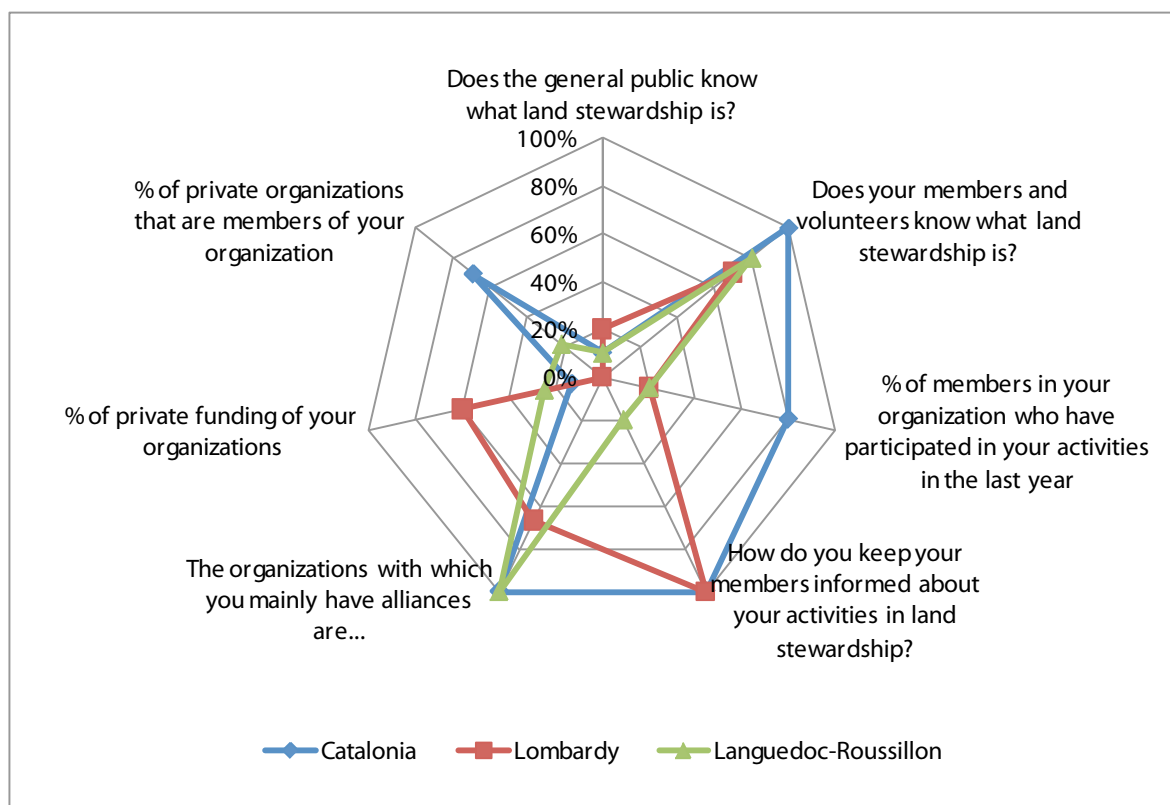 Does the general public know
what land stewardship is?
100%
80%
60%
40%
20%
0%
Does your members and
volunteers know what land
stewardship is?
% of members in your
organization who have
participated in your activities
in the last year
How do you keep your
members informed about
your activities in land
stewardship?
The organizations with which
you mainly have alliances
are...
% of private funding of your
organizations
% of private organizations
that are members of your
organization
Catalonia
Lombardy
Languedoc-Roussillon